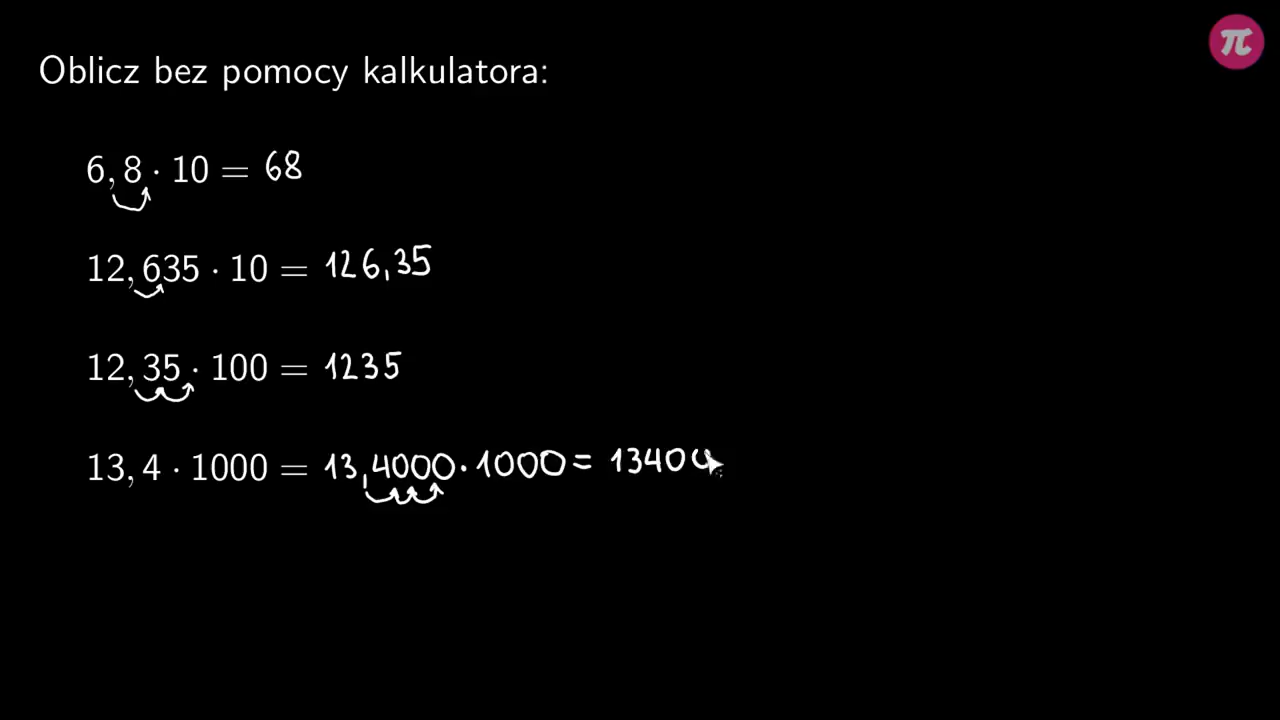 π
Oblicz bez pomocy kalkulatora:
6,8 · 10 = 68
12,635 · 10 = 126,35
12,35 · 100 = 1235
13,4 · 1000 = 13,4000 · 1000 = 1340